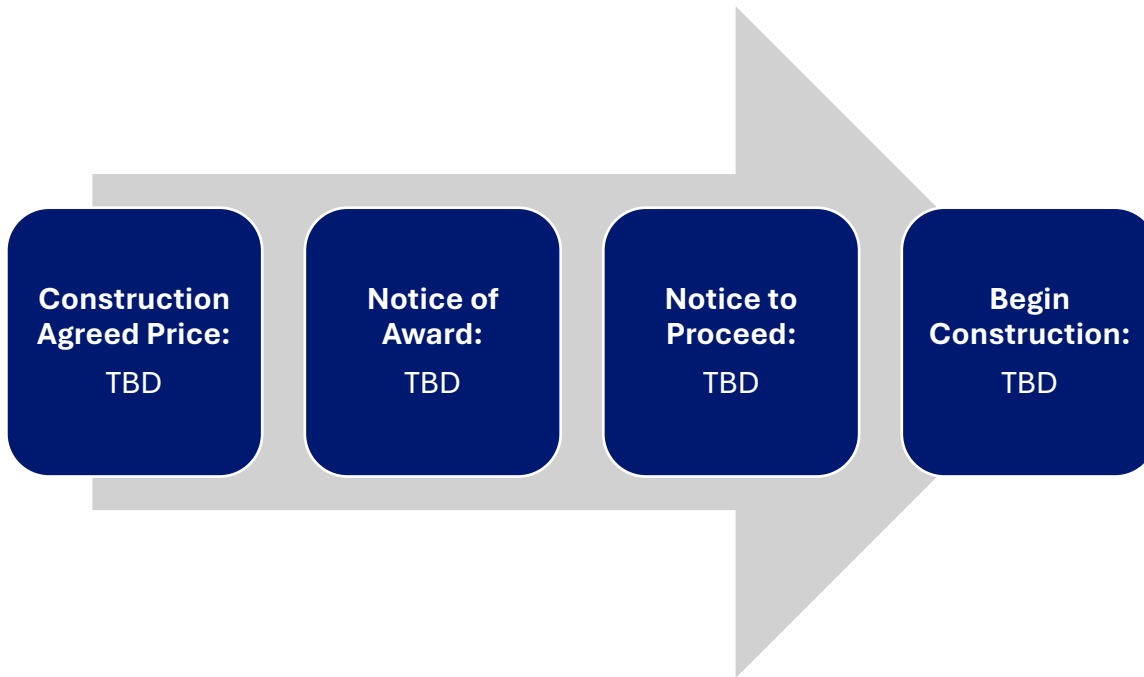 Construction
Agreed Price:
TBD
Notice of
Award:
TBD
Notice to
Proceed:
TBD
Begin
Construction:
TBD